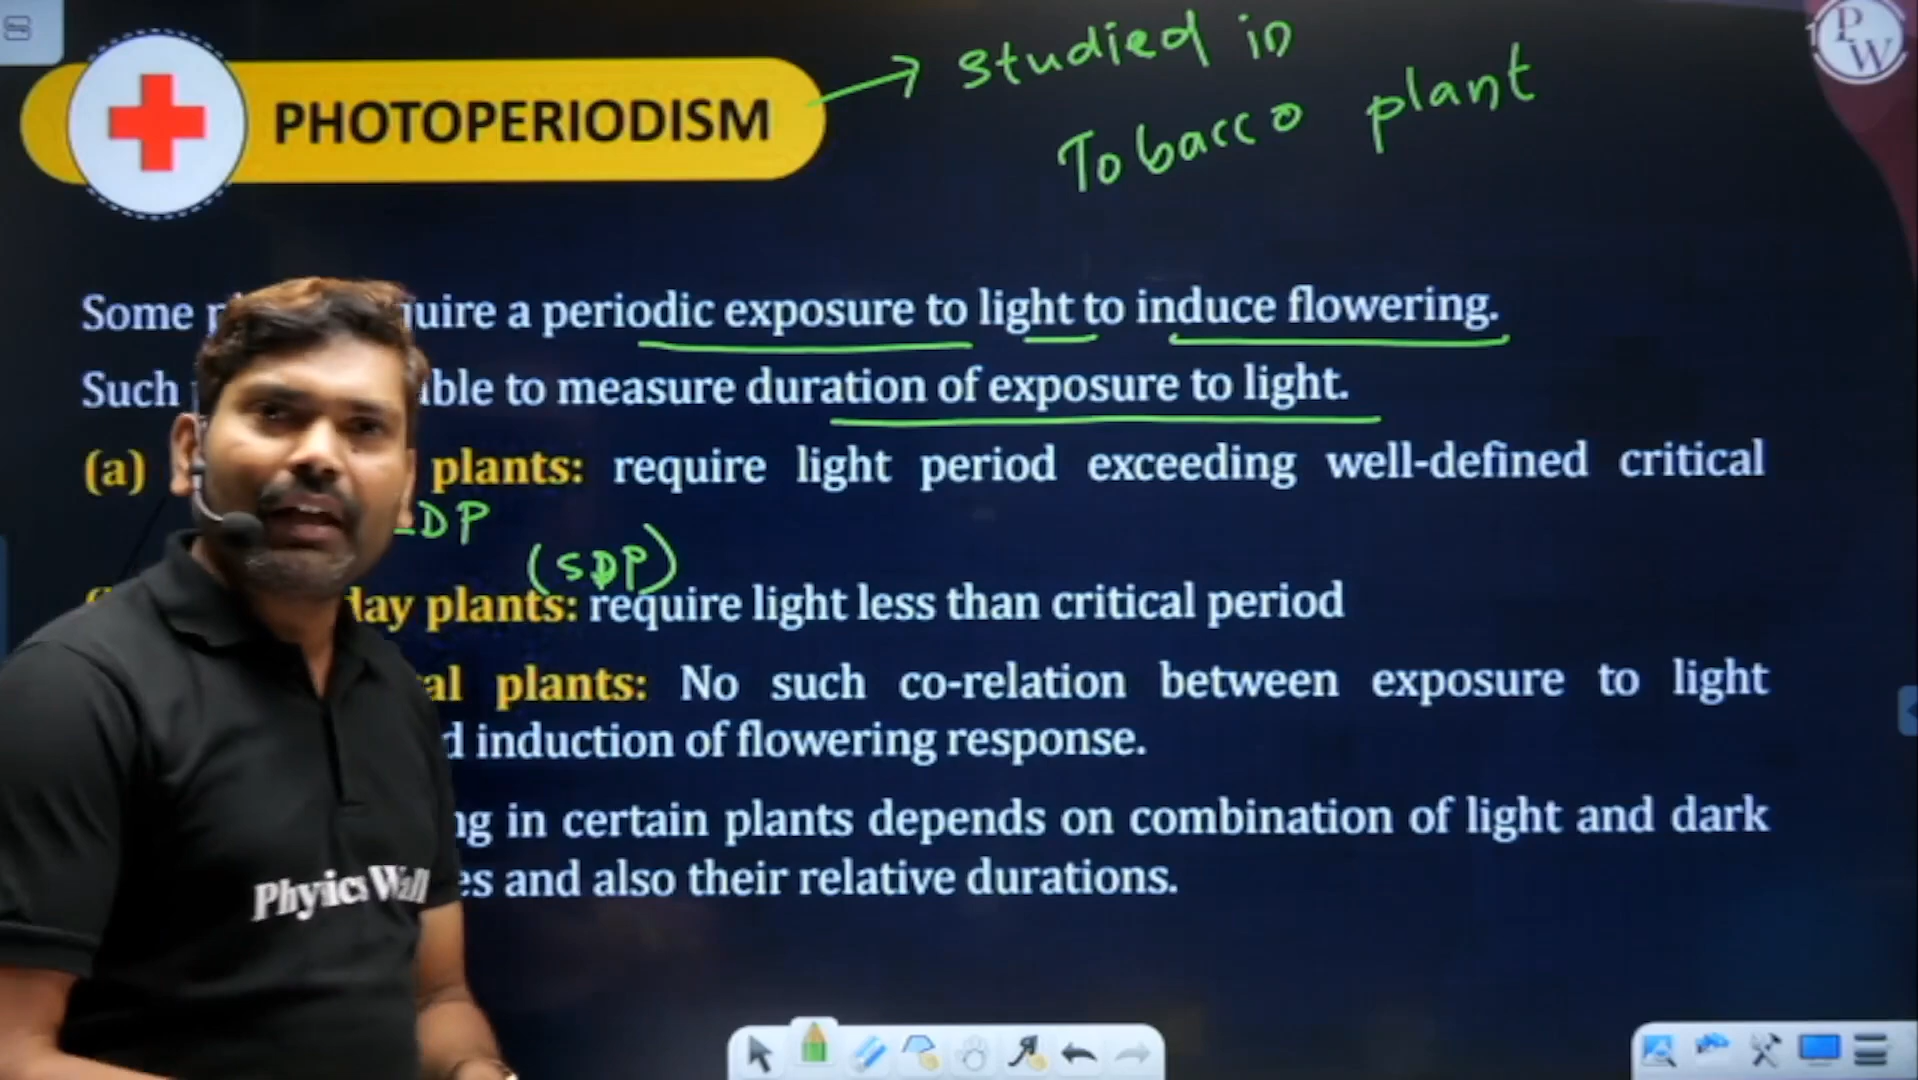 PHOTOPERIODISM → Studied in
Tobacco plant
PW
Some quire a periodic exposure to light to induce flowering.
Such ble to measure duration of exposure to light.
(a) plants: require light period exceeding well-defined critical
DP
(SDP)
day plants: require light less than critical period
al plants: No such co-relation between exposure to light
d induction of flowering response.
ng in certain plants depends on combination of light and dark
es and also their relative durations.
Physics Wall